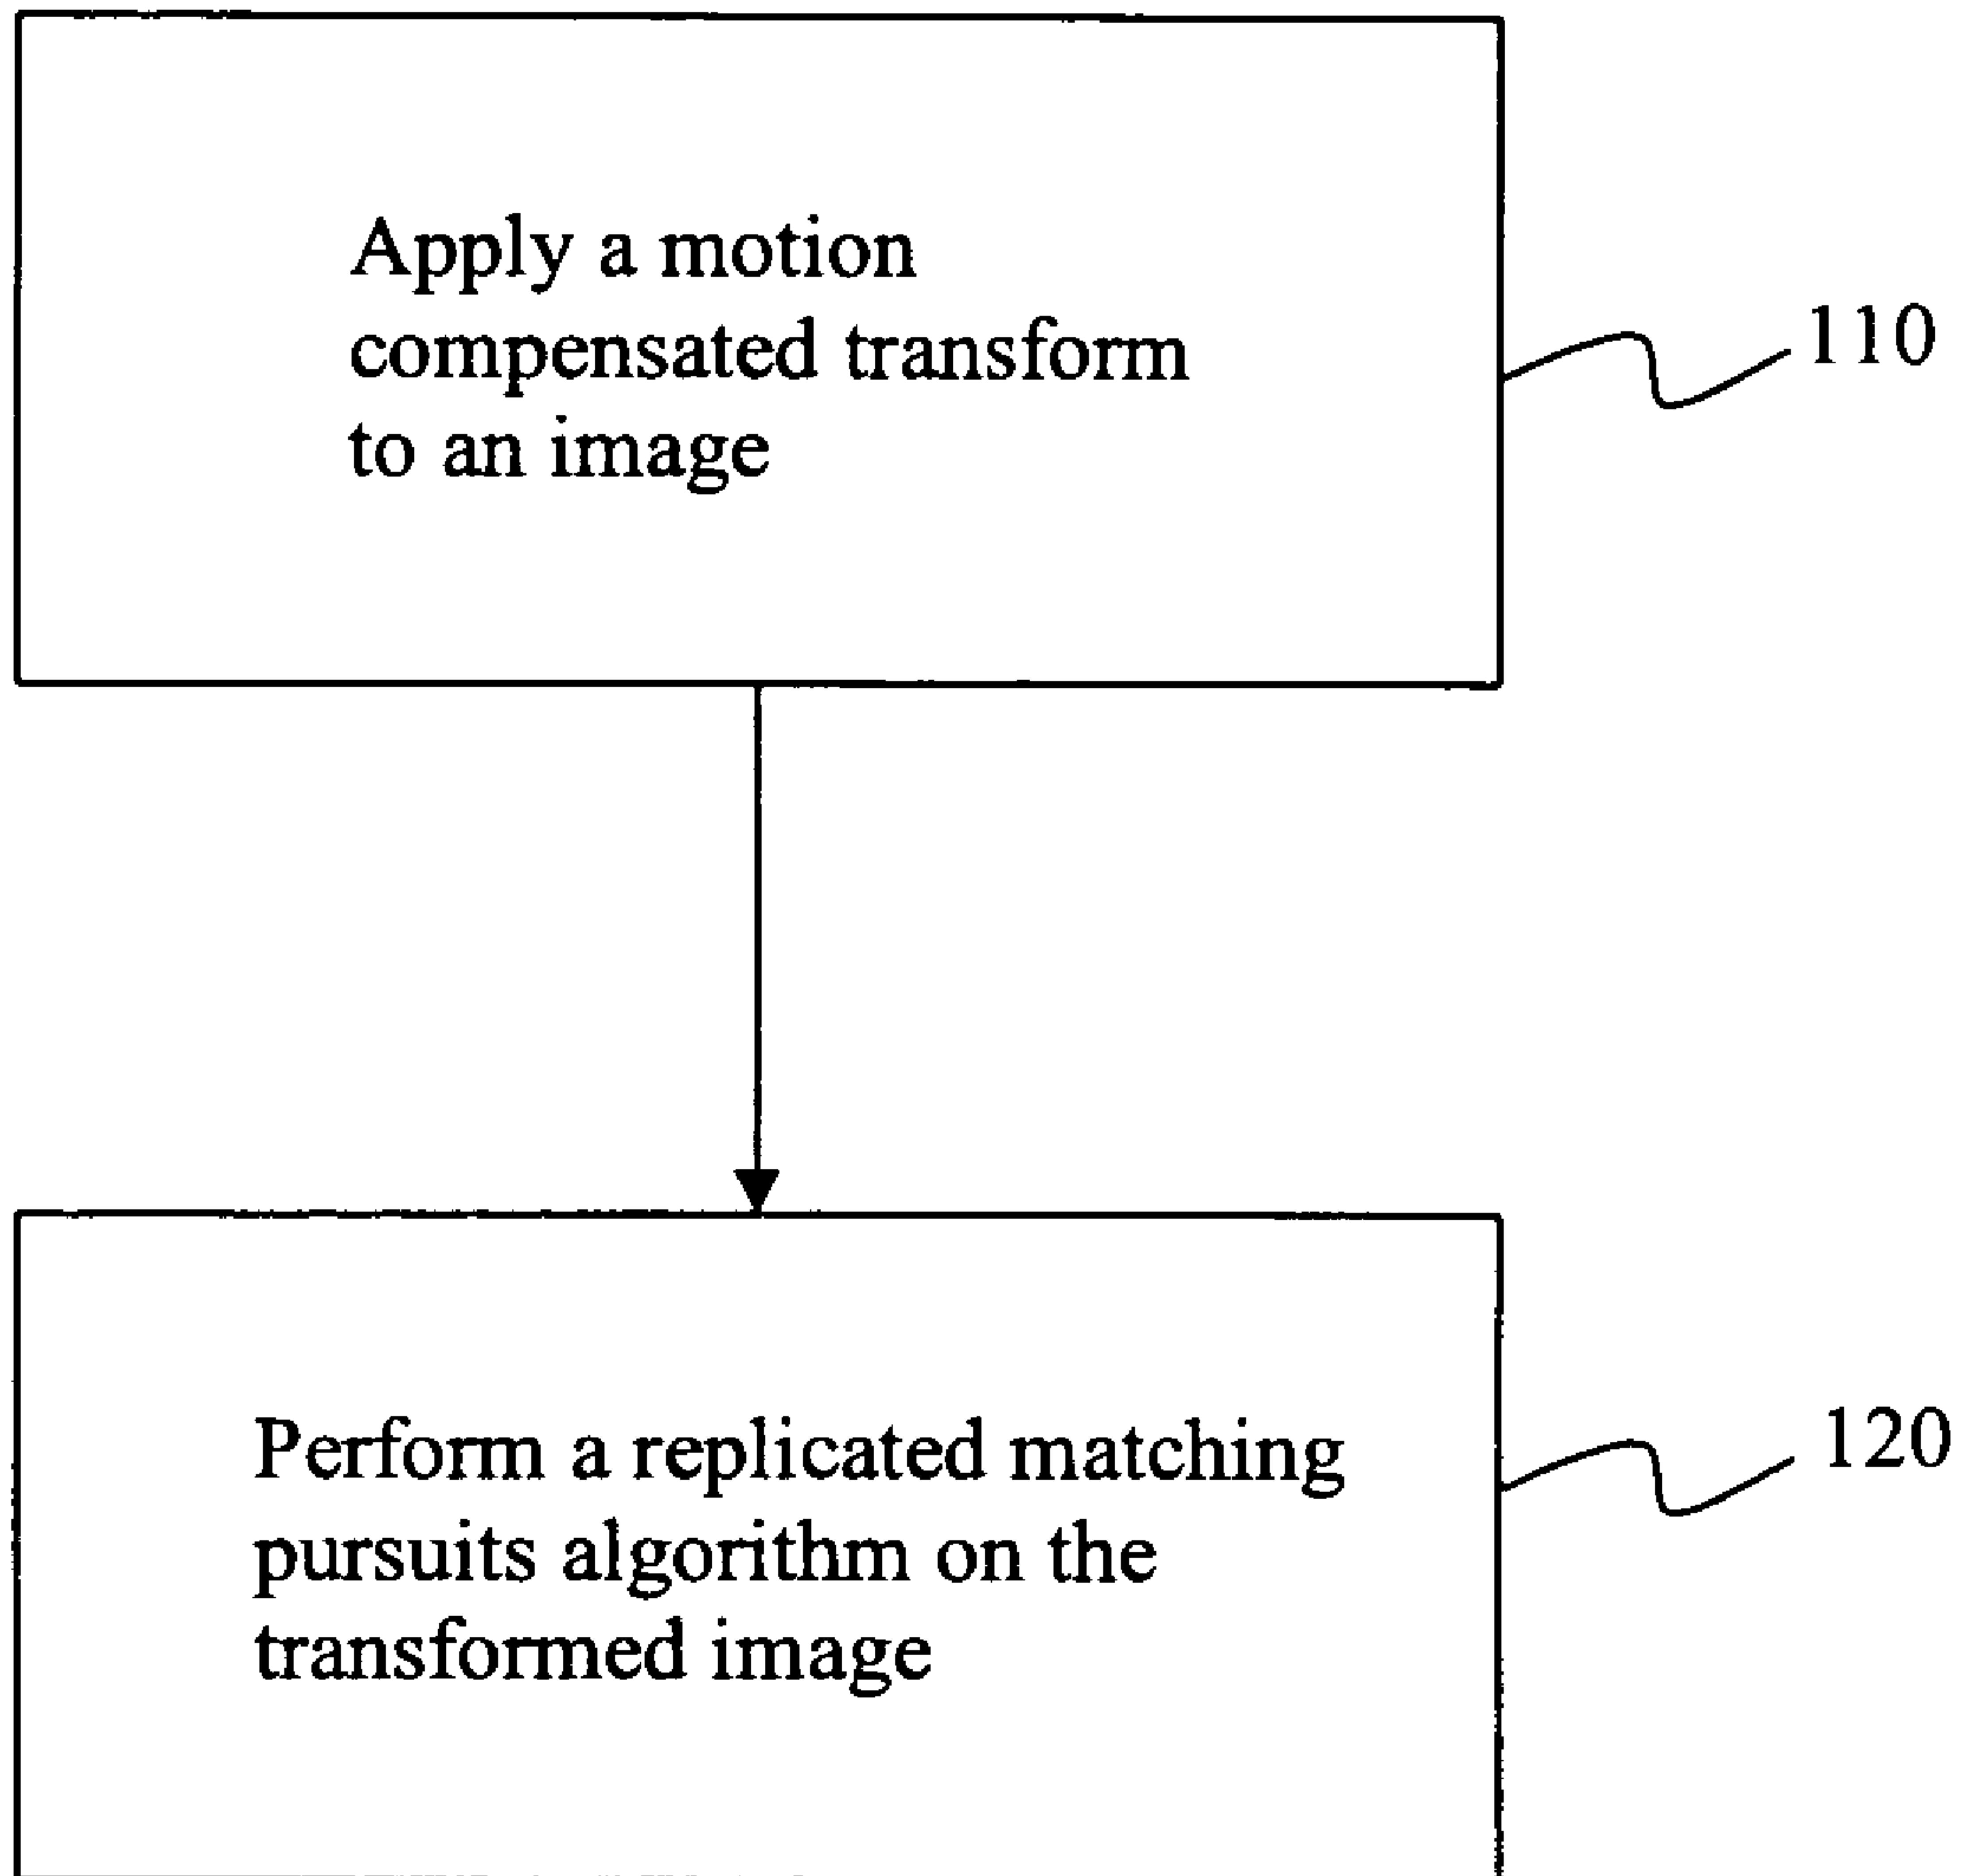 Apply a motion
compensated transform
to an image
110
Perform a replicated matching
pursuits algorithm on the
transformed image
120